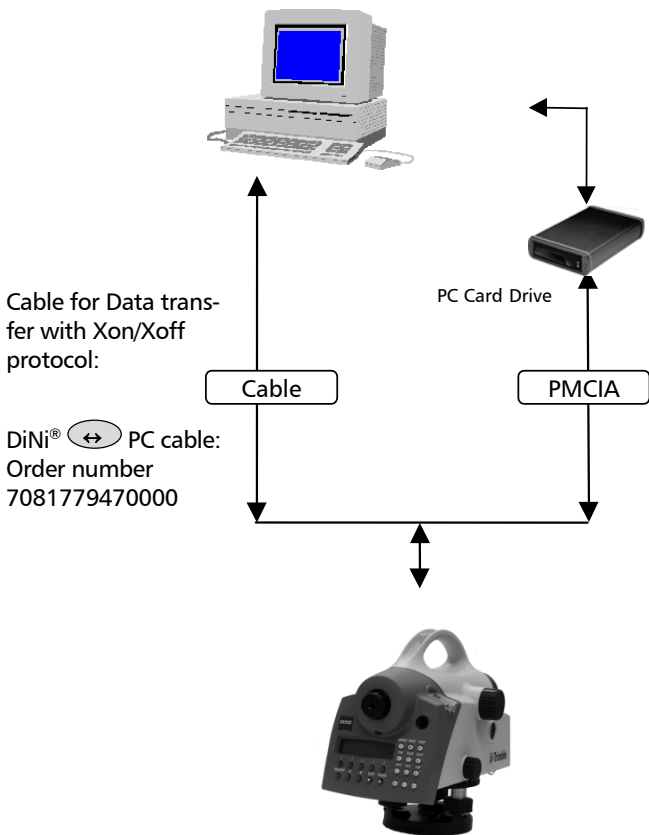 PC Card Drive
Cable for Data trans-
fer with Xon/Xoff
protocol:
Cable
PMCIA
DiNi® ↔ PC cable:
Order number
7081779470000
Trimble